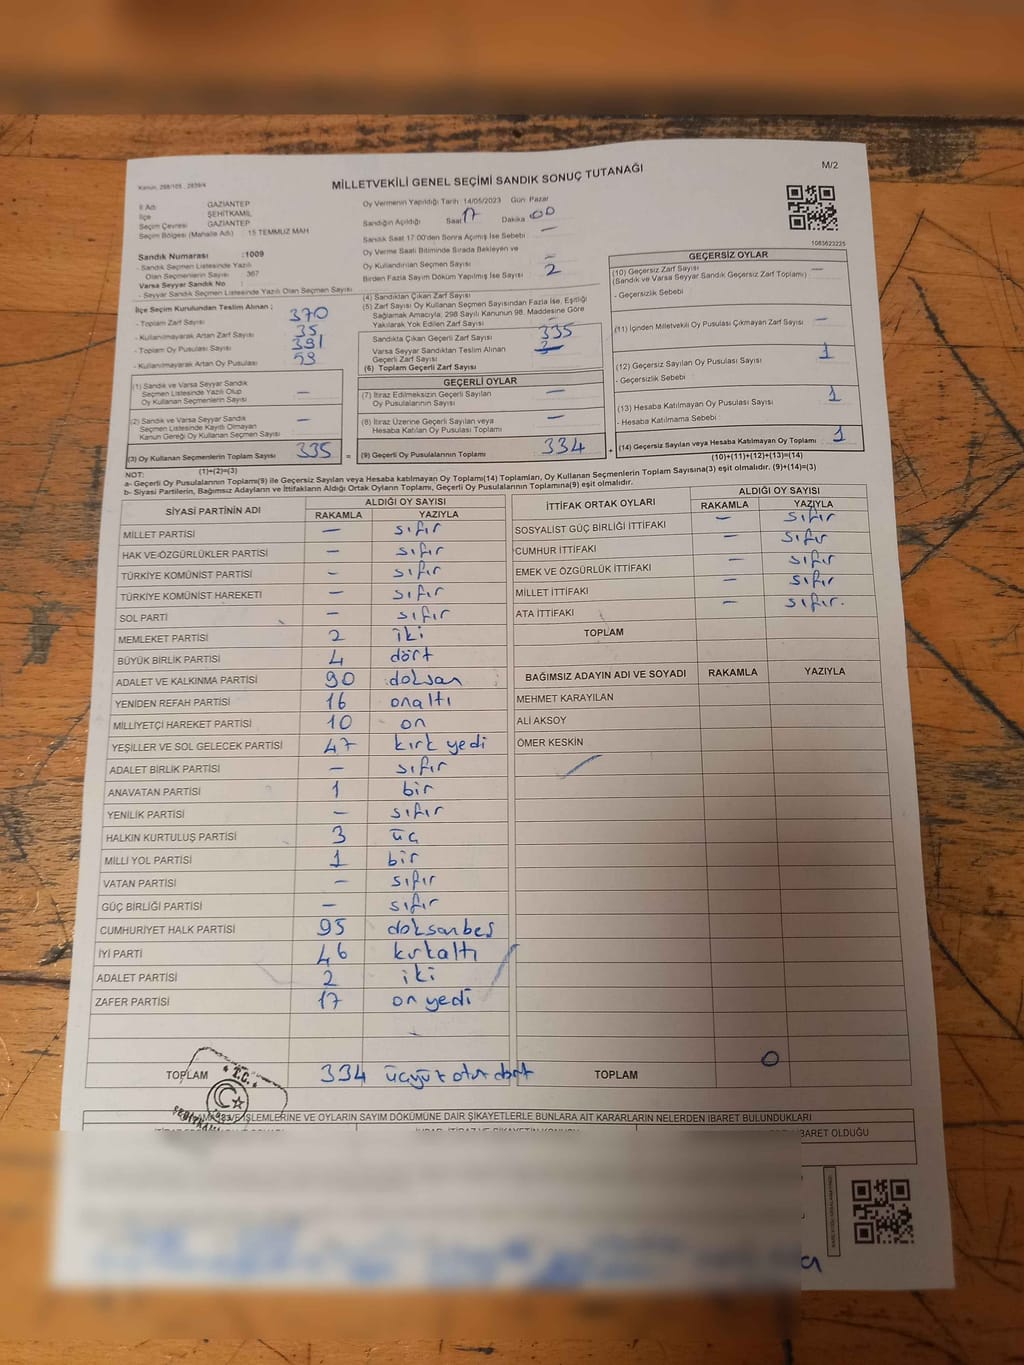 Kanun, 298/105 , 2839/4
MİLLETVEKİLİ GENEL SEÇİMİ SANDIK SONUÇ TUTANAĞI
M/2
İl Adı GAZİANTEP
İlçe ŞEHİTKAMİL
Seçim Çevresi GAZİANTEP
Seçim Bölgesi (Mahalle Adı) 15 TEMMUZ MAH
Sandık Numarası :1009
- Sandık Seçmen Listesinde Yazılı
Olan Seçmenlerin Sayısı 367
Varsa Seyyar Sandık No :
- Seyyar Sandık Seçmen Listesinde Yazılı Olan Seçmen Sayısı
Oy Vermenin Yapıldığı Tarih 14/05/2023 Gün Pazar
Sandığın Açıldığı Saat 17 Dakika 00
Sandık Saat 17:00'den Sonra Açılmış İse Sebebi —
Oy Verme Saati Bitiminde Sırada Bekleyen ve
Oy Kullandırılan Seçmen Sayısı —
Birden Fazla Sayım Döküm Yapılmış İse Sayısı 2
1083623225
İlçe Seçim Kurulundan Teslim Alınan ;
- Toplam Zarf Sayısı 370
- Kullanılmayarak Artan Zarf Sayısı 35
- Toplam Oy Pusulası Sayısı 391
- Kullanılmayarak Artan Oy Pusulası
(4) Sandıktan Çıkan Zarf Sayısı
(5) Zarf Sayısı Oy Kullanan Seçmen Sayısından Fazla İse, Eşitliği
Sağlamak Amacıyla, 298 Sayılı Kanunun 98. Maddesine Göre
Yakılarak Yok Edilen Zarf Sayısı
Sandıkta Çıkan Geçerli Zarf Sayısı 335
Varsa Seyyar Sandıktan Teslim Alınan
Geçerli Zarf Sayısı
(6) Toplam Geçerli Zarf Sayısı
GEÇERSİZ OYLAR
(10) Geçersiz Zarf Sayısı —
(Sandık ve Varsa Seyyar Sandık Geçersiz Zarf Toplamı)
- Geçersizlik Sebebi
(11) İçinden Milletvekili Oy Pusulası Çıkmayan Zarf Sayısı —
(12) Geçersiz Sayılan Oy Pusulası Sayısı 1
- Geçersizlik Sebebi
(13) Hesaba Katılmayan Oy Pusulası Sayısı 1
- Hesaba Katılmama Sebebi :
(14) Geçersiz Sayılan veya Hesaba Katılmayan Oy Toplamı 1
(10)+(11)+(12)+(13)=(14)
(1) Sandık ve Varsa Seyyar Sandık
Seçmen Listesinde Yazılı Olup
Oy Kullanan Seçmenlerin Sayısı —
(2) Sandık ve Varsa Seyyar Sandık
Seçmen Listesinde Kayıtlı Olmayan
Kanun Gereği Oy Kullanan Seçmen Sayısı —
(3) Oy Kullanan Seçmenlerin Toplam Sayısı 335 =
(1)+(2)=(3)
GEÇERLİ OYLAR
(7) İtiraz Edilmeksizin Geçerli Sayılan
Oy Pusulalarının Sayısı —
(8) İtiraz Üzerine Geçerli Sayılan veya
Hesaba Katılan Oy Pusulası Toplamı —
(9) Geçerli Oy Pusulalarının Toplamı 334 +
NOT:
a- Geçerli Oy Pusulalarının Toplamı(9) ile Geçersiz Sayılan veya Hesaba katılmayan Oy Toplamı(14) Toplamları, Oy Kullanan Seçmenlerin Toplam Sayısına(3) eşit olmalıdır. (9)+(14)=(3)
b- Siyasi Partilerin, Bağımsız Adayların ve İttifakların Aldığı Ortak Oyların Toplamı, Geçerli Oy Pusulalarının Toplamına(9) eşit olmalıdır.
SİYASİ PARTİNİN ADI ALDIĞI OY SAYISI
RAKAMLA YAZIYLA
MİLLET PARTİSİ — sıfır
HAK VE ÖZGÜRLÜKLER PARTİSİ — sıfır
TÜRKİYE KOMÜNİST PARTİSİ — sıfır
TÜRKİYE KOMÜNİST HAREKETİ — sıfır
SOL PARTİ — sıfır
MEMLEKET PARTİSİ 2 iki
BÜYÜK BİRLİK PARTİSİ 4 dört
ADALET VE KALKINMA PARTİSİ 90 doksan
YENİDEN REFAH PARTİSİ 16 onaltı
MİLLİYETÇİ HAREKET PARTİSİ 10 on
YEŞİLLER VE SOL GELECEK PARTİSİ 47 kırk yedi
ADALET BİRLİK PARTİSİ — sıfır
ANAVATAN PARTİSİ 1 bir
YENİLİK PARTİSİ — sıfır
HALKIN KURTULUŞ PARTİSİ 3 üç
MİLLİ YOL PARTİSİ 1 bir
VATAN PARTİSİ — sıfır
GÜÇ BİRLİĞİ PARTİSİ — sıfır
CUMHURİYET HALK PARTİSİ 95 doksanbeş
İYİ PARTİ 46 kırkaltı
ADALET PARTİSİ 2 iki
ZAFER PARTİSİ 17 on yedi
TOPLAM 334 üçyüz otuz dört
İTTİFAK ORTAK OYLARI ALDIĞI OY SAYISI
RAKAMLA YAZIYLA
SOSYALİST GÜÇ BİRLİĞİ İTTİFAKI — sıfır
CUMHUR İTTİFAKI — sıfır
EMEK VE ÖZGÜRLÜK İTTİFAKI — sıfır
MİLLET İTTİFAKI — sıfır
ATA İTTİFAKI — sıfır.
TOPLAM
BAĞIMSIZ ADAYIN ADI VE SOYADI RAKAMLA YAZIYLA
MEHMET KARAYILAN
ALİ AKSOY
ÖMER KESKİN
TOPLAM 0
T.C.
İŞLEMLERİNE VE OYLARIN SAYIM DÖKÜMÜNE DAİR ŞİKAYETLERLE BUNLARA AİT KARARLARIN NELERDEN İBARET BULUNDUKLARI
İBARET OLDUĞU